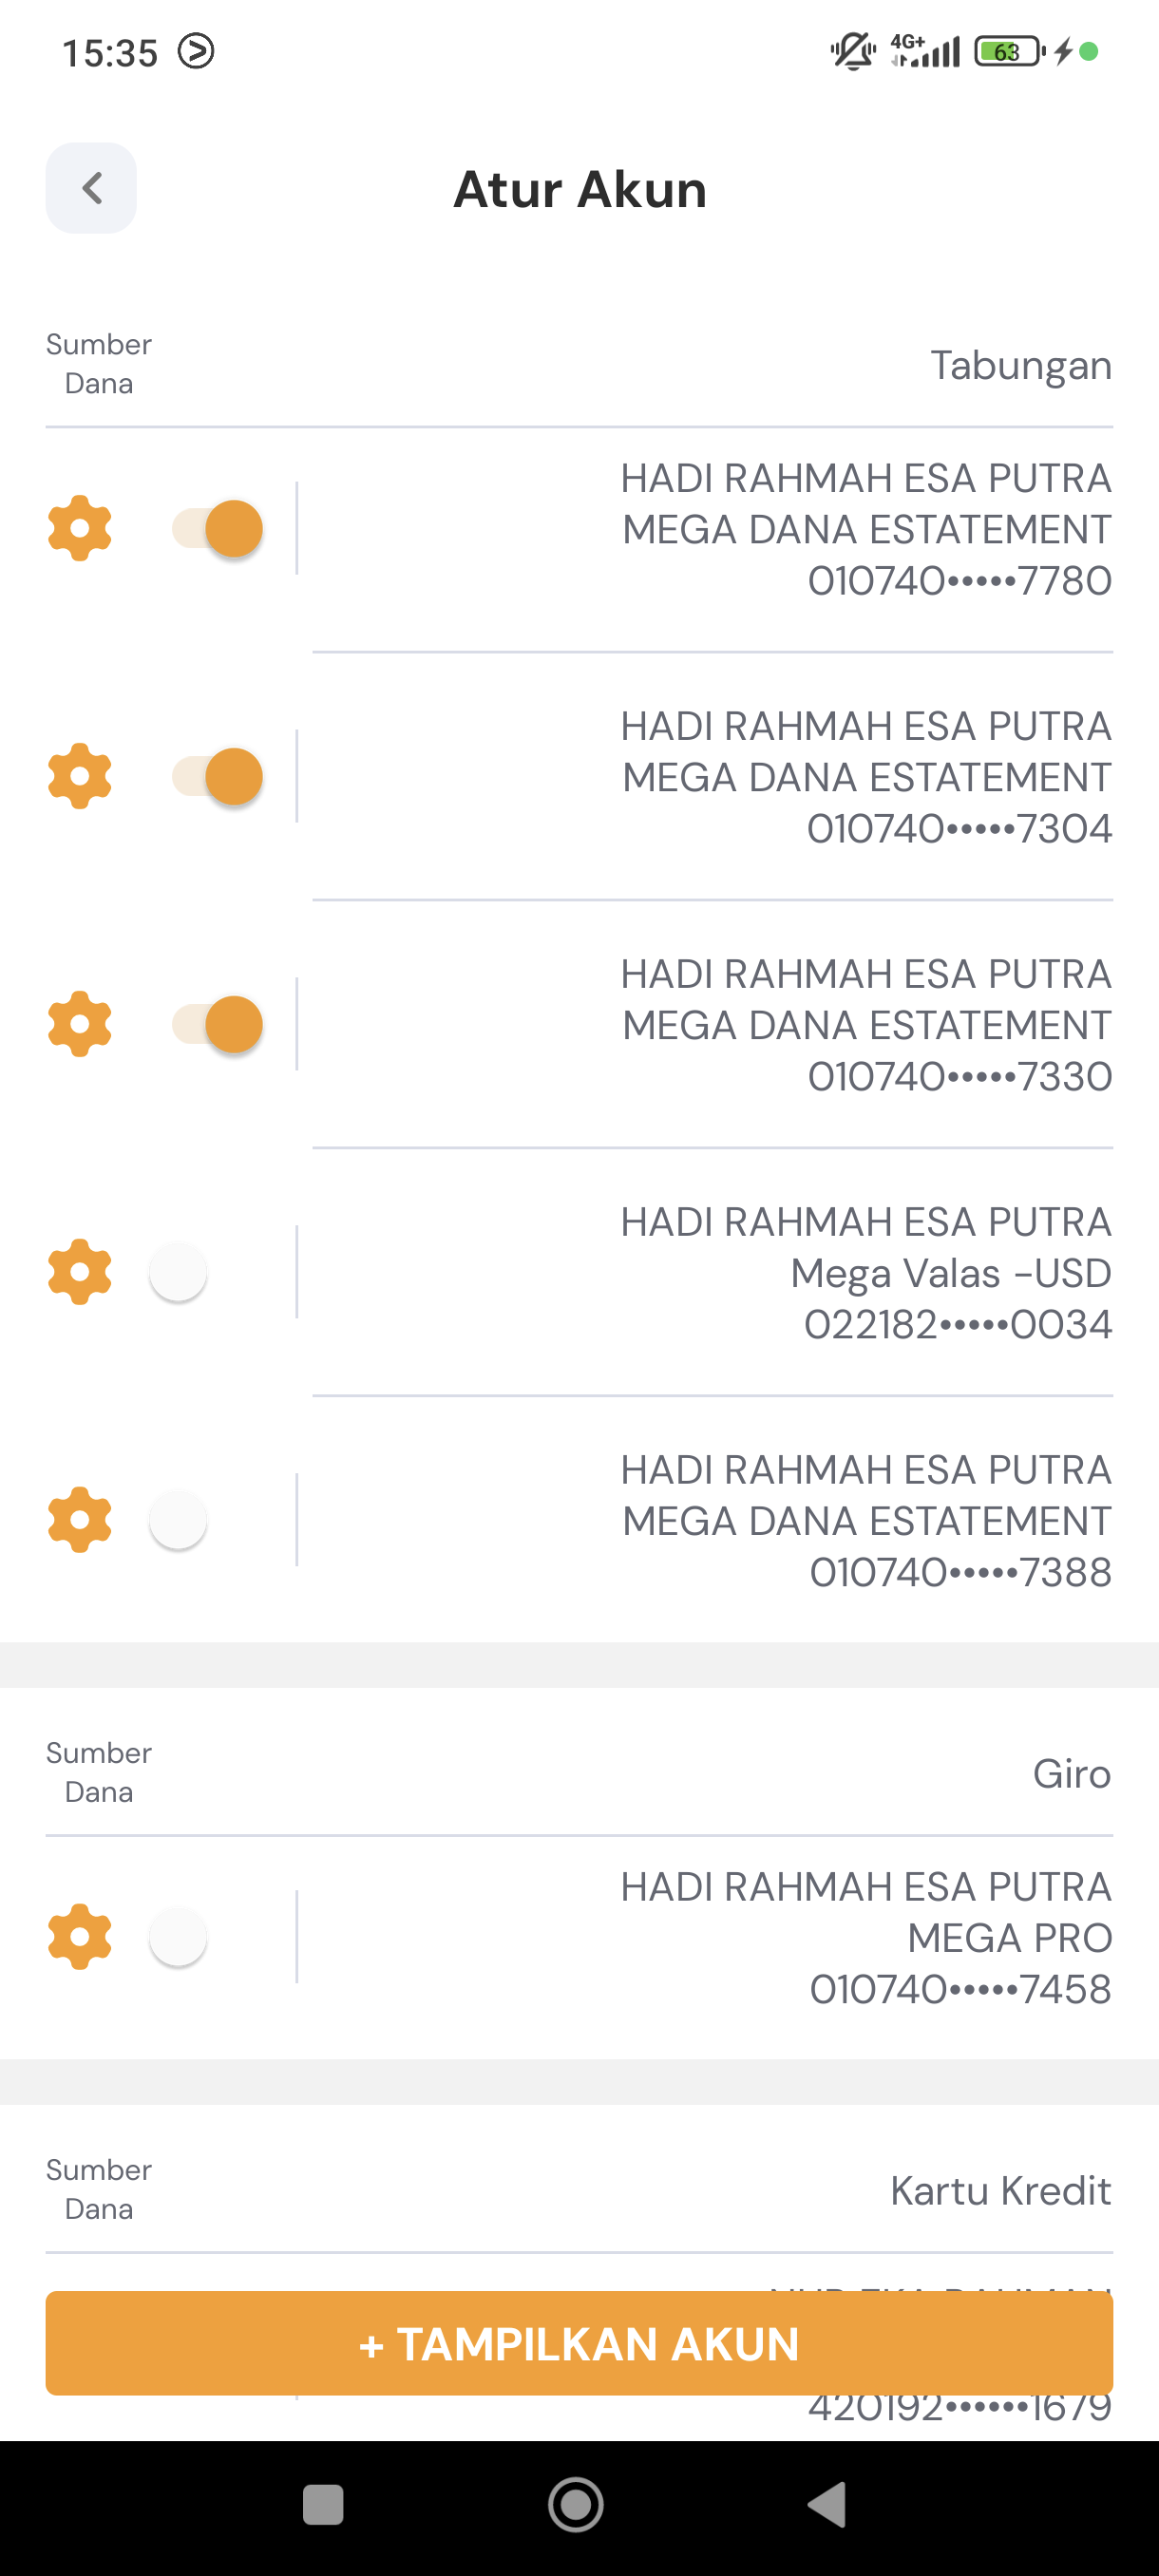 15:35
4G+
63
Atur Akun
Sumber
Dana
Tabungan
HADI RAHMAH ESA PUTRA
MEGA DANA ESTATEMENT
010740•••••7780
HADI RAHMAH ESA PUTRA
MEGA DANA ESTATEMENT
010740•••••7304
HADI RAHMAH ESA PUTRA
MEGA DANA ESTATEMENT
010740•••••7330
HADI RAHMAH ESA PUTRA
Mega Valas -USD
022182•••••0034
HADI RAHMAH ESA PUTRA
MEGA DANA ESTATEMENT
010740•••••7388
Sumber
Dana
Giro
HADI RAHMAH ESA PUTRA
MEGA PRO
010740•••••7458
Sumber
Dana
Kartu Kredit
+ TAMPILKAN AKUN
420192••••••1679